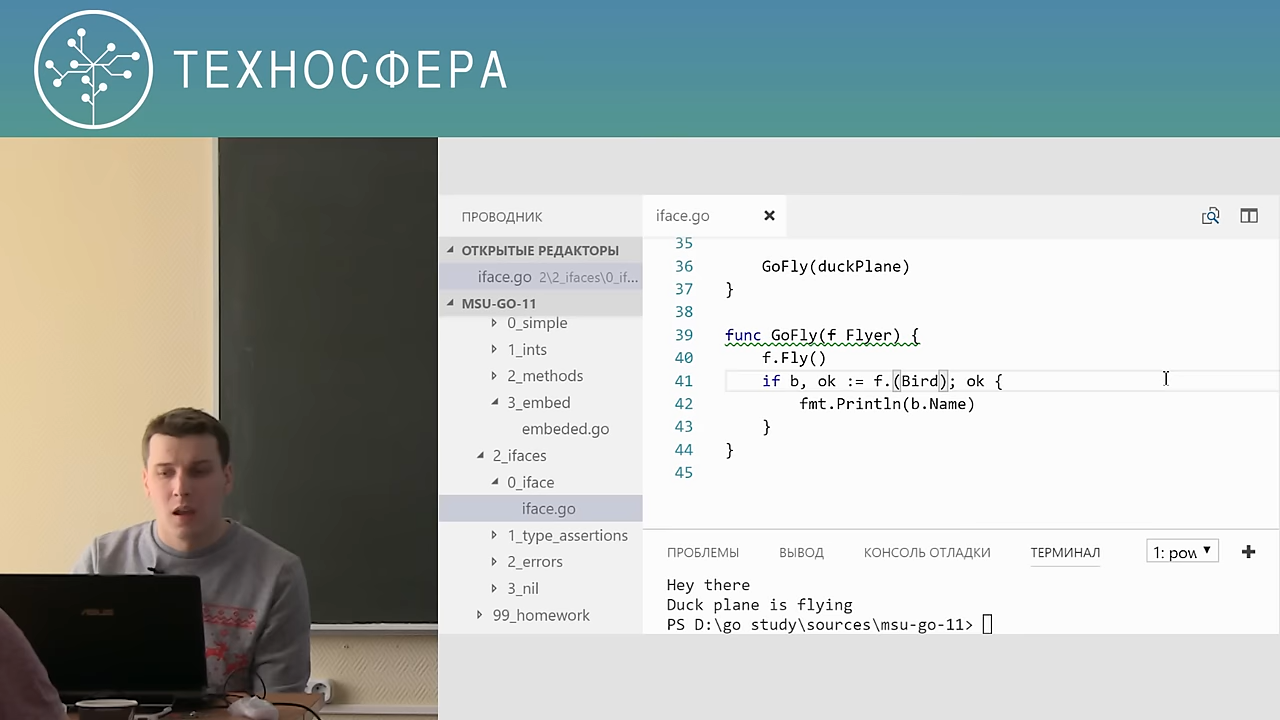 ТЕХНОСФЕРА
ПРОВОДНИК
ОТКРЫТЫЕ РЕДАКТОРЫ
iface.go 2\2_ifaces\0_if...
MSU-GO-11
0_simple
1_ints
2_methods
3_embed
embeded.go
2_ifaces
0_iface
iface.go
1_type_assertions
2_errors
3_nil
99_homework
iface.go
35
36 GoFly(duckPlane)
37 }
38
39 func GoFly(f Flyer) {
40 f.Fly()
41 if b, ok := f.(Bird); ok {
42 fmt.Println(b.Name)
43 }
44 }
45
ПРОБЛЕМЫ ВЫВОД КОНСОЛЬ ОТЛАДКИ ТЕРМИНАЛ 1: pow
Hey there
Duck plane is flying
PS D:\go study\sources\msu-go-11>
ASUS